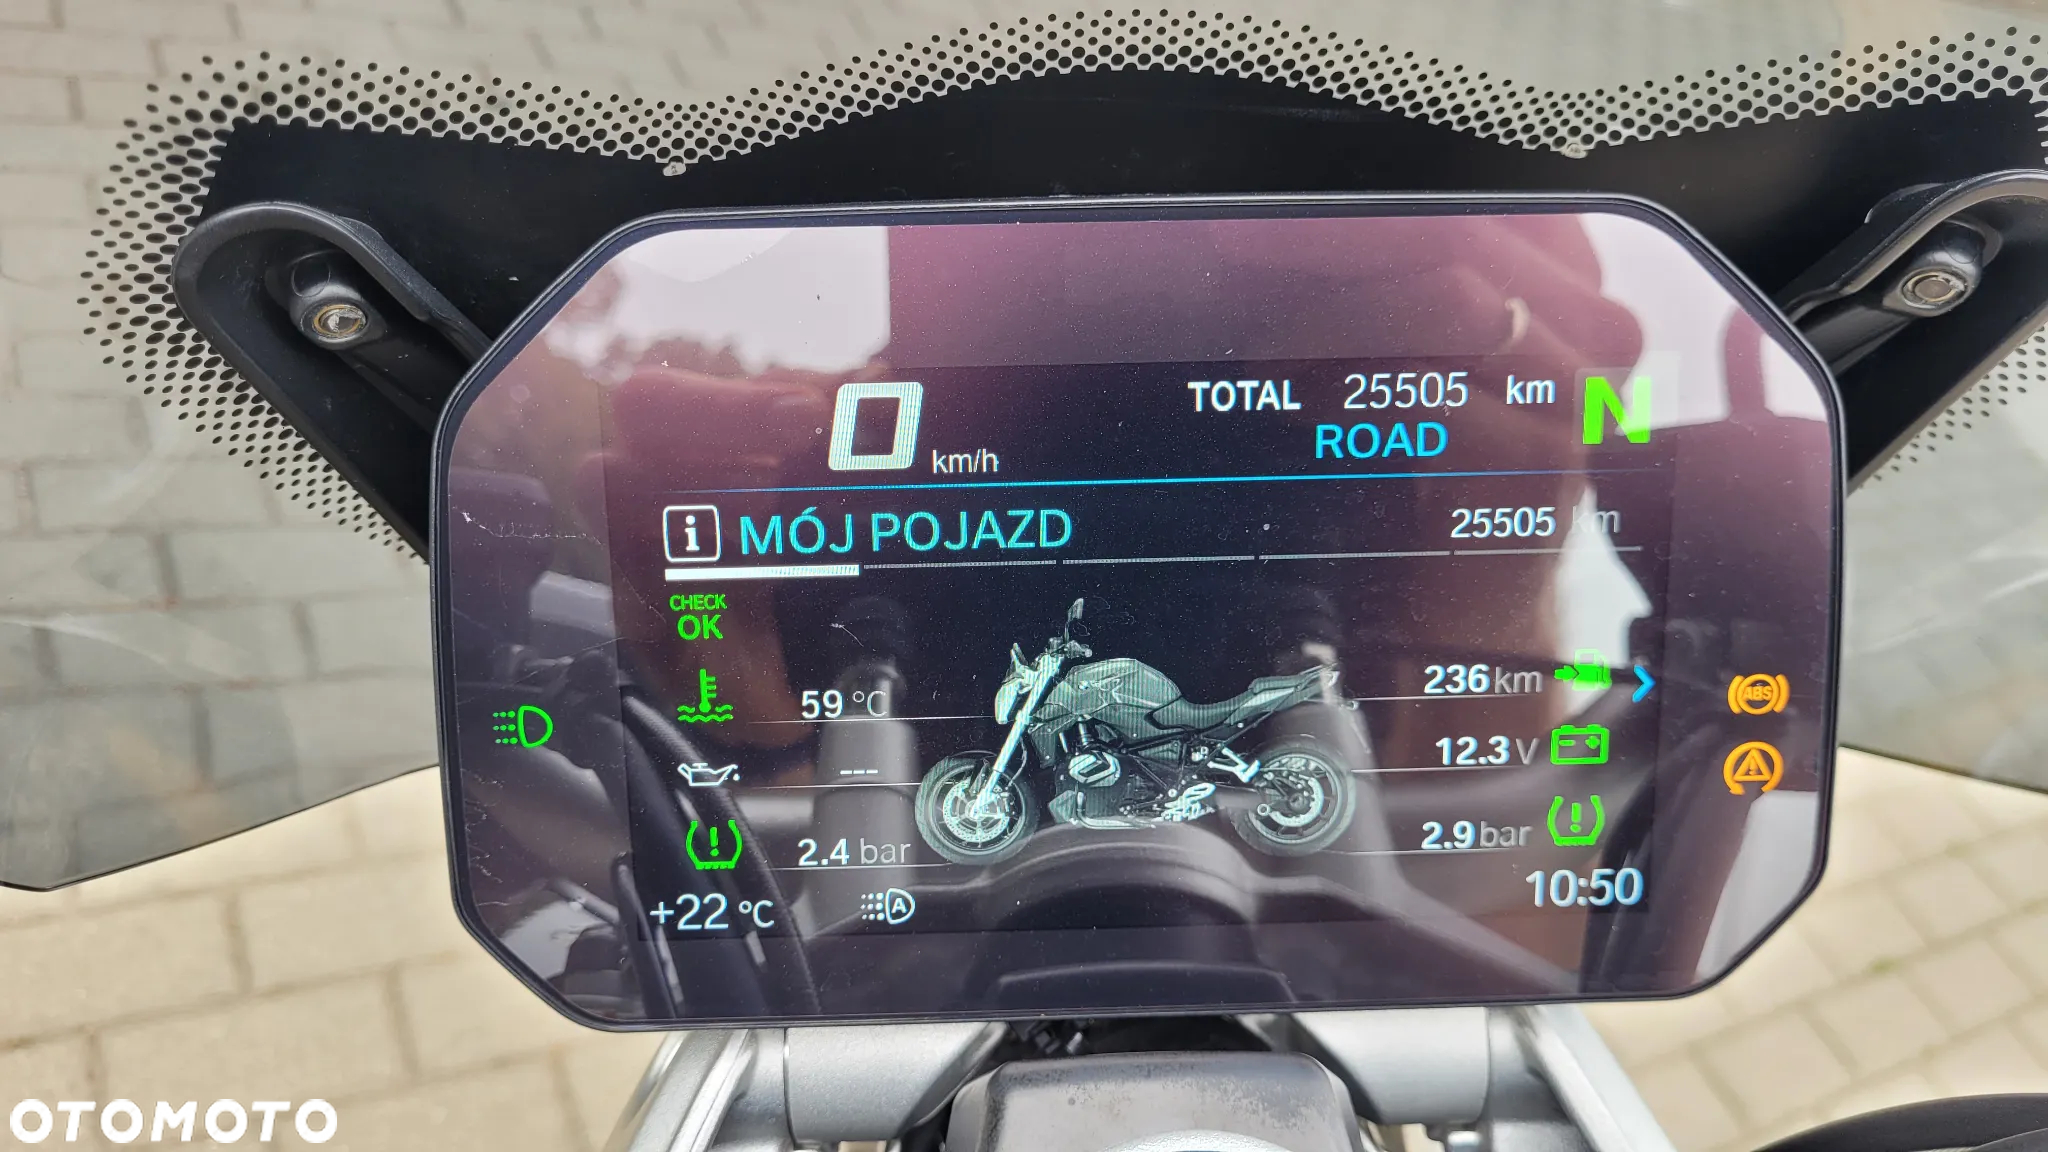 0 km/h
TOTAL 25505 km
ROAD
N
i MÓJ POJAZD 25505 km
CHECK
OK
59 °C
236 km
---
12.3 V
ABS
2.4 bar
2.9 bar
+22 °C
A
10:50
OTOMOTO